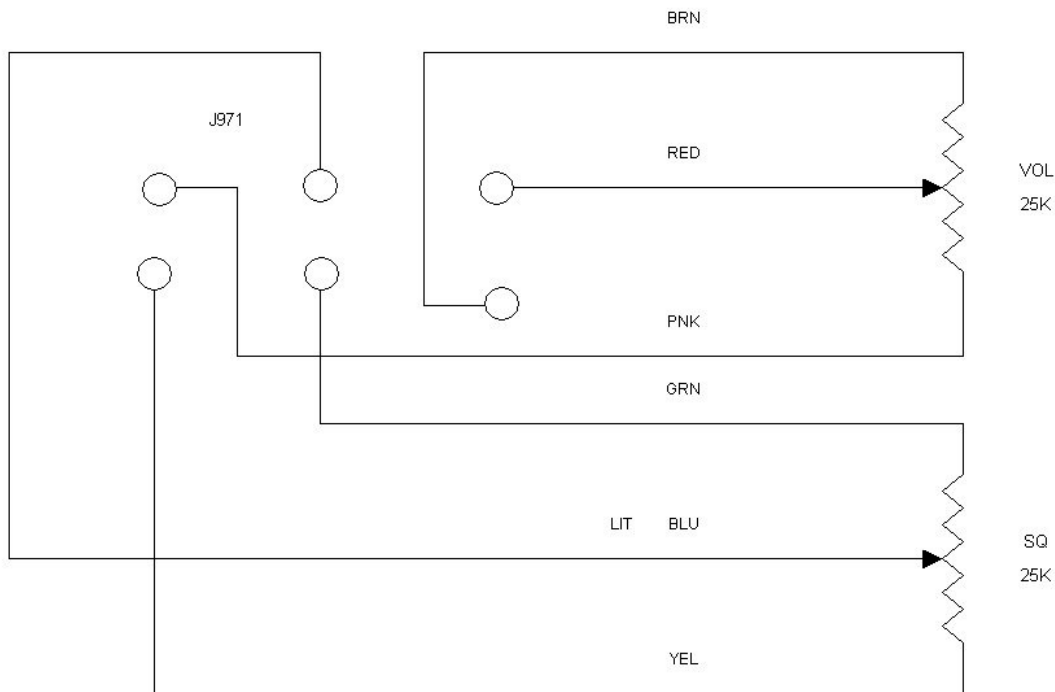 BRN
J971
RED
VOL
25K
PNK
GRN
LIT BLU
SQ
25K
YEL